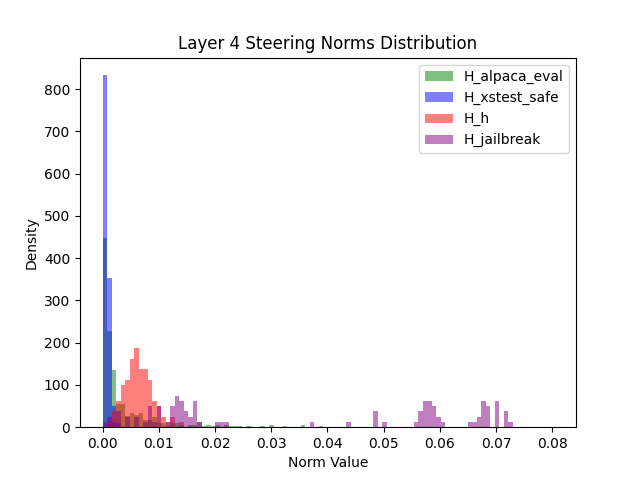 Layer 4 Steering Norms Distribution
H_alpaca_eval
H_xstest_safe
H_h
H_jailbreak
Density
800
700
600
500
400
300
200
100
0
0.00 0.01 0.02 0.03 0.04 0.05 0.06 0.07 0.08
Norm Value